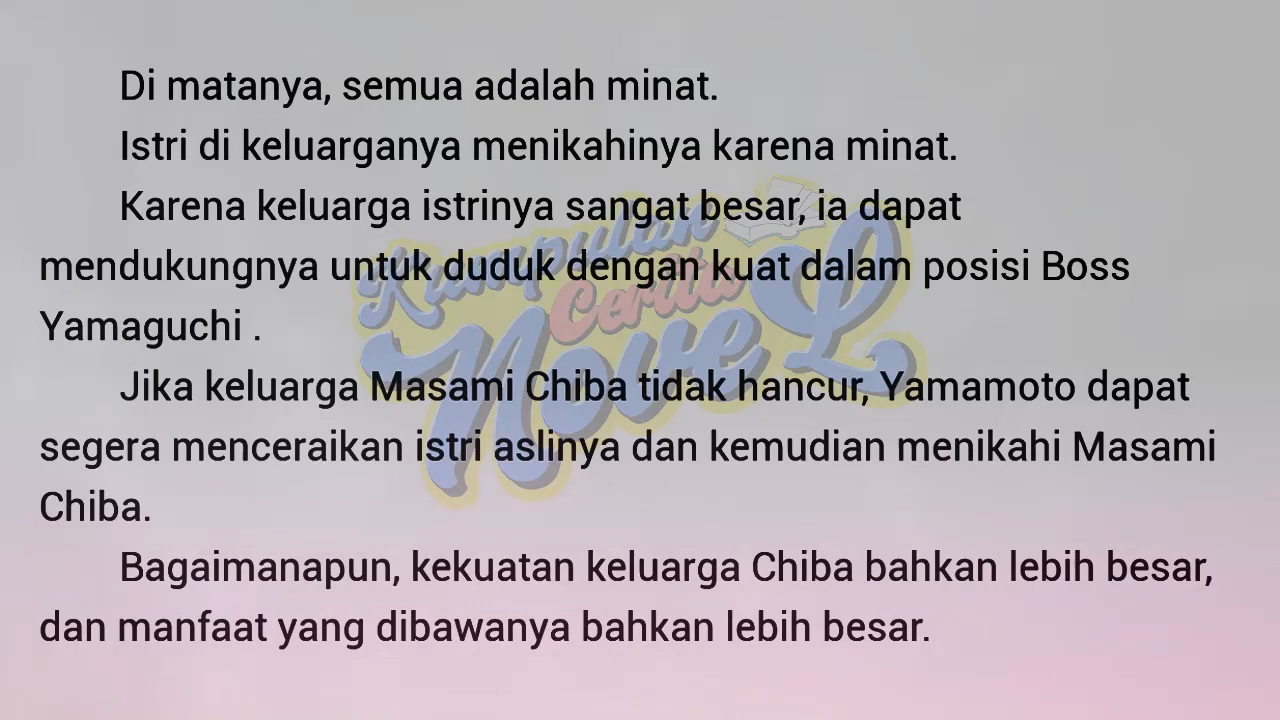 Di matanya, semua adalah minat.
Istri di keluarganya menikahinya karena minat.
Karena keluarga istrinya sangat besar, ia dapat
mendukungnya untuk duduk dengan kuat dalam posisi Boss
Yamaguchi .
Jika keluarga Masami Chiba tidak hancur, Yamamoto dapat
segera menceraikan istri aslinya dan kemudian menikahi Masami
Chiba.
Bagaimanapun, kekuatan keluarga Chiba bahkan lebih besar,
dan manfaat yang dibawanya bahkan lebih besar.
Kumpulan
Cerita
NoveL